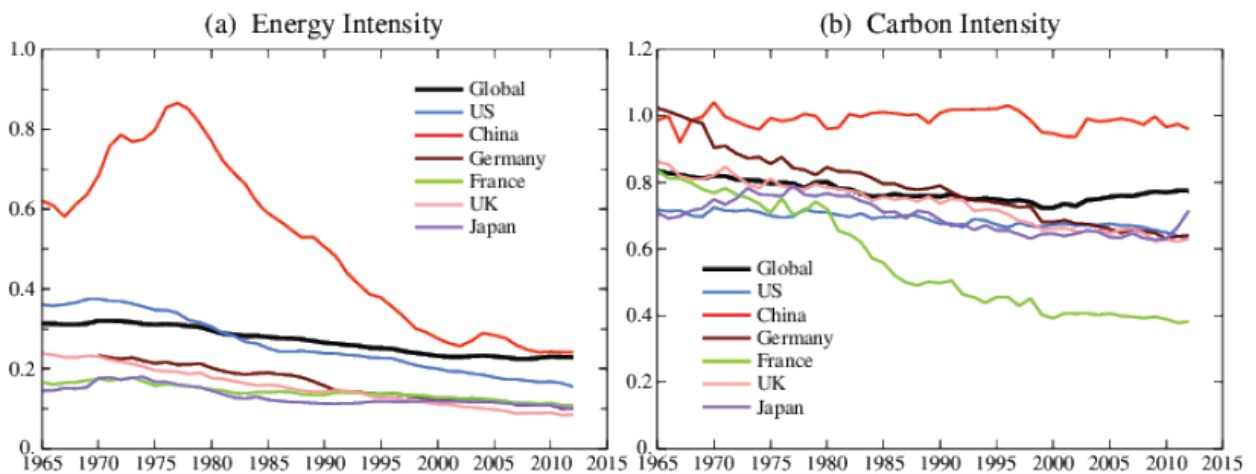 (a) Energy Intensity
1.0
0.8
0.6
0.4
0.2
0.
1965 1970 1975 1980 1985 1990 1995 2000 2005 2010 2015
Global
US
China
Germany
France
UK
Japan
(b) Carbon Intensity
1.2
1.0
0.8
0.6
0.4
0.2
0.
1965 1970 1975 1980 1985 1990 1995 2000 2005 2010 2015
Global
US
China
Germany
France
UK
Japan